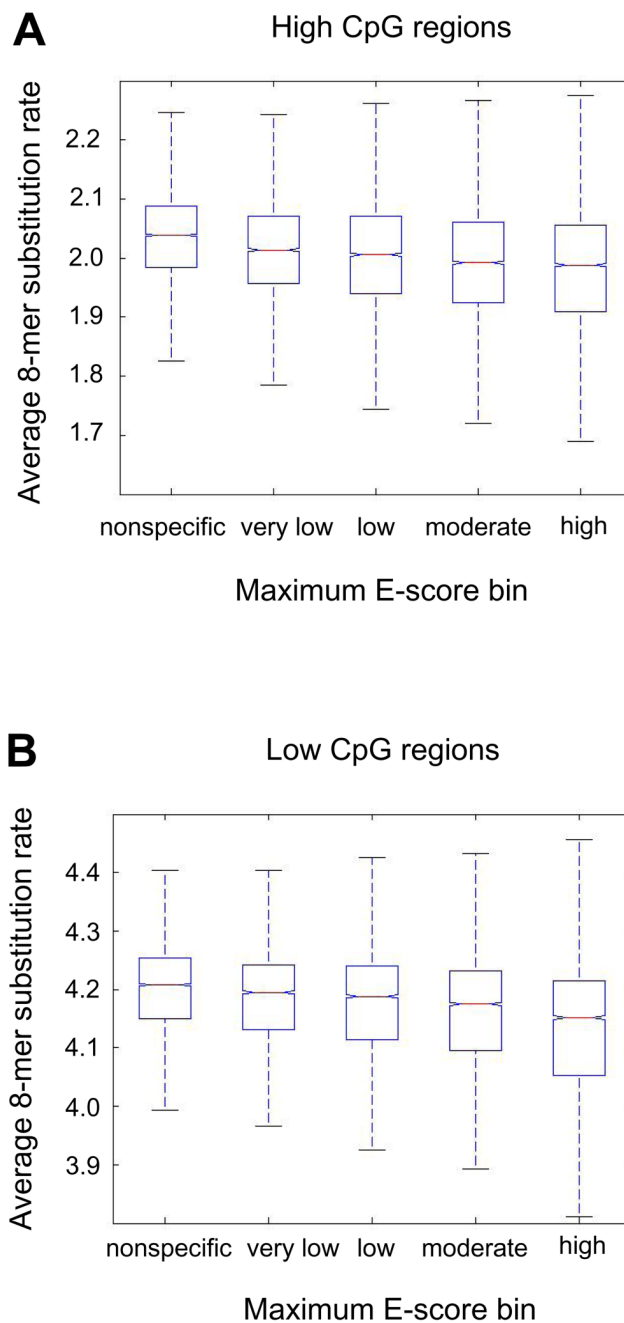 A
High CpG regions
Average 8-mer substitution rate
2.2
2.1
2.0
1.9
1.8
1.7
nonspecific very low low moderate high
Maximum E-score bin
B
Low CpG regions
Average 8-mer substitution rate
4.4
4.3
4.2
4.1
4.0
3.9
nonspecific very low low moderate high
Maximum E-score bin